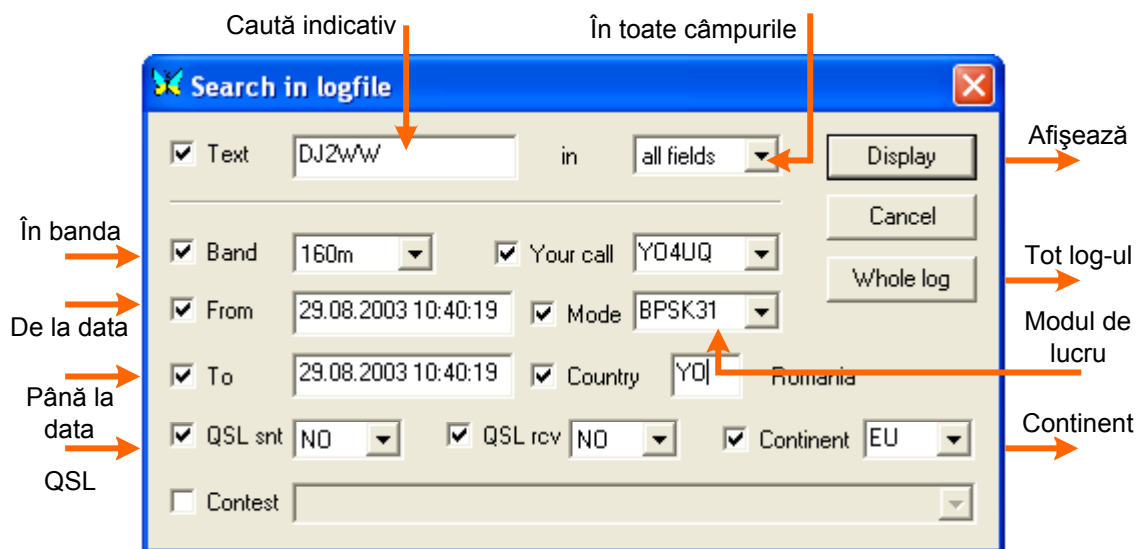 Caută indicativ
În toate câmpurile
Search in logfile
Text DJ2WW in all fields Display
Afişează
Cancel
În banda
Band 160m Your call YO4UQ
Whole log
Tot log-ul
From 29.08.2003 10:40:19 Mode BPSK31
De la data
Modul de
lucru
To 29.08.2003 10:40:19 Country YO Romania
Până la
data
QSL snt NO QSL rcv NO Continent EU
Continent
QSL
Contest